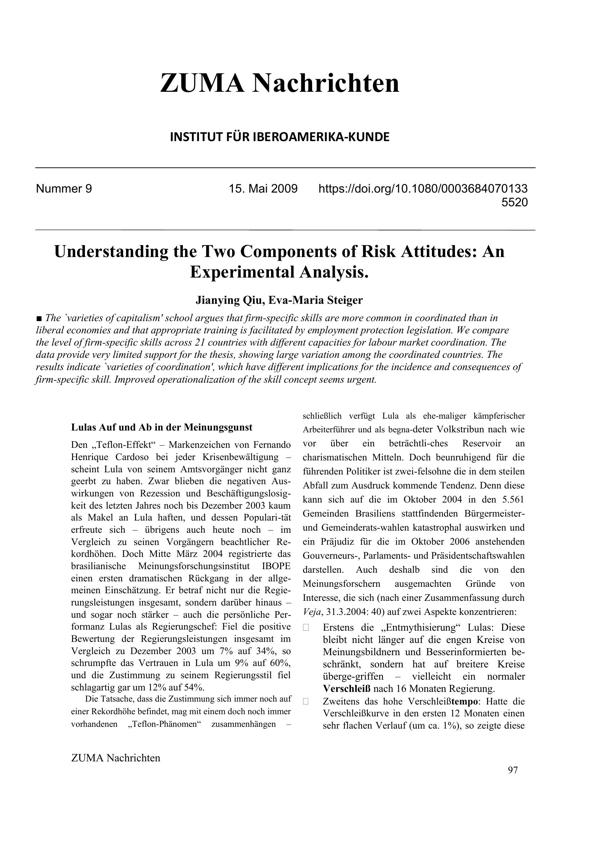 ZUMA Nachrichten
INSTITUT FÜR IBEROAMERIKA-KUNDE
Nummer 9 15. Mai 2009 https://doi.org/10.1080/0003684070133
5520
Understanding the Two Components of Risk Attitudes: An
Experimental Analysis.
Jianying Qiu, Eva-Maria Steiger
■ The `varieties of capitalism' school argues that firm-specific skills are more common in coordinated than in
liberal economies and that appropriate training is facilitated by employment protection legislation. We compare
the level of firm-specific skills across 21 countries with different capacities for labour market coordination. The
data provide very limited support for the thesis, showing large variation among the coordinated countries. The
results indicate `varieties of coordination', which have different implications for the incidence and consequences of
firm-specific skill. Improved operationalization of the skill concept seems urgent.
Lulas Auf und Ab in der Meinungsgunst
Den „Teflon-Effekt“ – Markenzeichen von Fernando
Henrique Cardoso bei jeder Krisenbewältigung –
scheint Lula von seinem Amtsvorgänger nicht ganz
geerbt zu haben. Zwar blieben die negativen Aus-
wirkungen von Rezession und Beschäftigungslosig-
keit des letzten Jahres noch bis Dezember 2003 kaum
als Makel an Lula haften, und dessen Populari-tät
erfreute sich – übrigens auch heute noch – im
Vergleich zu seinen Vorgängern beachtlicher Re-
kordhöhen. Doch Mitte März 2004 registrierte das
brasilianische Meinungsforschungsinstitut IBOPE
einen ersten dramatischen Rückgang in der allge-
meinen Einschätzung. Er betraf nicht nur die Regie-
rungsleistungen insgesamt, sondern darüber hinaus –
und sogar noch stärker – auch die persönliche Per-
formanz Lulas als Regierungschef: Fiel die positive
Bewertung der Regierungsleistungen insgesamt im
Vergleich zu Dezember 2003 um 7% auf 34%, so
schrumpfte das Vertrauen in Lula um 9% auf 60%,
und die Zustimmung zu seinem Regierungsstil fiel
schlagartig gar um 12% auf 54%.
Die Tatsache, dass die Zustimmung sich immer noch auf
einer Rekordhöhe befindet, mag mit einem doch noch immer
vorhandenen „Teflon-Phänomen“ zusammenhängen –
schließlich verfügt Lula als ehe-maliger kämpferischer
Arbeiterführer und als begna-deter Volkstribun nach wie
vor über ein beträchtli-ches Reservoir an
charismatischen Mitteln. Doch beunruhigend für die
führenden Politiker ist zwei-felsohne die in dem steilen
Abfall zum Ausdruck kommende Tendenz. Denn diese
kann sich auf die im Oktober 2004 in den 5.561
Gemeinden Brasiliens stattfindenden Bürgermeister-
und Gemeinderats-wahlen katastrophal auswirken und
ein Präjudiz für die im Oktober 2006 anstehenden
Gouverneurs-, Parlaments- und Präsidentschaftswahlen
darstellen. Auch deshalb sind die von den
Meinungsforschern ausgemachten Gründe von
Interesse, die sich (nach einer Zusammenfassung durch
Veja, 31.3.2004: 40) auf zwei Aspekte konzentrieren:
Erstens die „Entmythisierung“ Lulas: Diese
bleibt nicht länger auf die engen Kreise von
Meinungsbildnern und Besserinformierten be-
schränkt, sondern hat auf breitere Kreise
überge-griffen – vielleicht ein normaler
Verschleiß nach 16 Monaten Regierung.
Zweitens das hohe Verschleißtempo: Hatte die
Verschleißkurve in den ersten 12 Monaten einen
sehr flachen Verlauf (um ca. 1%), so zeigte diese
ZUMA Nachrichten
97